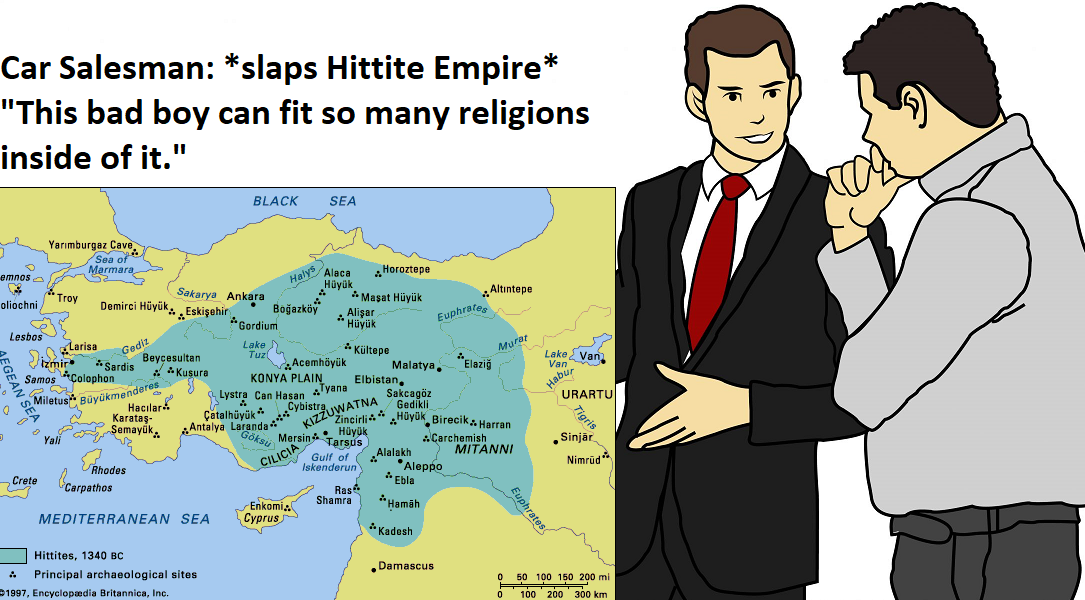 Car Salesman: *slaps Hittite Empire*
"This bad boy can fit so many religions
inside of it."
BLACK SEA
Yarımburgaz Cave
Sea of
Marmara
emnos
oliochni
Troy
Demirci Hüyük
Sakarya
Eskişehir
Ankara
Gordium
Halys
Alaca
Hüyük
Horoztepe
Boğazköy
Maşat Hüyük
Alişar
Hüyük
Altıntepe
Euphrates
Murat
Lesbos
Larisa
Gediz
İzmir
Sardis
Beycesultan
Kusura
Lake
Tuz
Acemhöyük
Kültepe
Malatya
Elazığ
Lake
Van
Van
AEGEAN SEA
Samos
Colophon
Miletus
Büyükmenderes
KONYA PLAIN
Tyana
Elbistan
Habur
URARTU
Hacılar
Karataş-
Şemayük
Antalya
Lystra
Can Hasan
Çatalhüyük
Cybistra
Laranda
KIZZUWATNA
Sakcagöz
Gedikli
Hüyük
Zincirli
Hüyük
Birecik
Harran
Tigris
Yali
Göksu
Mersin
Tarsus
CILICIA
Carchemish
MITANNI
Sinjār
Nimrūd
Rhodes
Gulf of
Iskenderun
Alalakh
Aleppo
Crete
Carpathos
Ebla
Ras
Shamra
Ḥamāh
Euphrates
Enkomi
Cyprus
MEDITERRANEAN SEA
Kadesh
Hittites, 1340 BC
Principal archaeological sites
Damascus
0 50 100 150 200 mi
0 100 200 300 km
©1997, Encyclopædia Britannica, Inc.